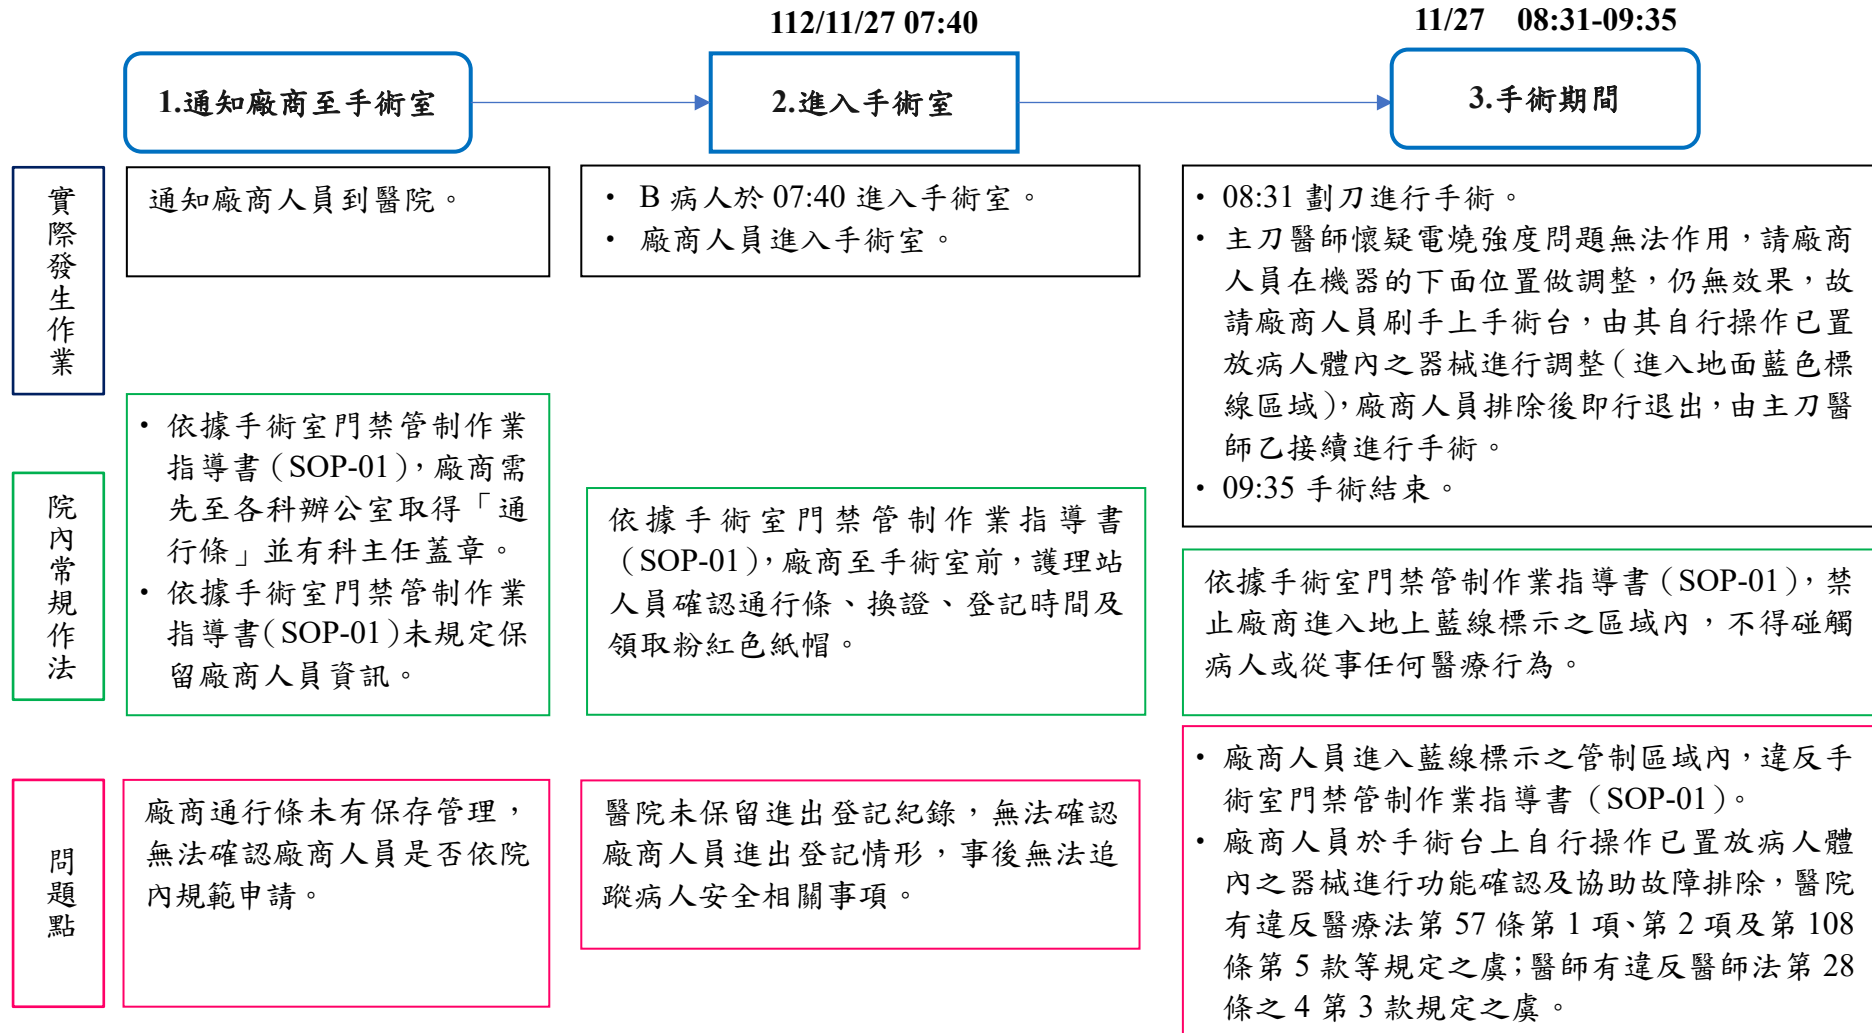 112/11/27 07:40
11/27 08:31-09:35
1.通知廠商至手術室
2.進入手術室
3.手術期間
實際發生作業
通知廠商人員到醫院。
• B 病人於 07:40 進入手術室。
• 廠商人員進入手術室。
• 08:31 劃刀進行手術。
• 主刀醫師懷疑電燒強度問題無法作用，請廠商
人員在機器的下面位置做調整，仍無效果，故
請廠商人員刷手上手術台，由其自行操作已置
放病人體內之器械進行調整（進入地面藍色標
線區域），廠商人員排除後即行退出，由主刀醫
師乙接續進行手術。
• 09:35 手術結束。
院內常規作法
• 依據手術室門禁管制作業
指導書（SOP-01），廠商需
先至各科辦公室取得「通
行條」並有科主任蓋章。
• 依據手術室門禁管制作業
指導書（SOP-01）未規定保
留廠商人員資訊。
依據手術室門禁管制作業指導書
（SOP-01），廠商至手術室前，護理站
人員確認通行條、換證、登記時間及
領取粉紅色紙帽。
依據手術室門禁管制作業指導書（SOP-01），禁
止廠商進入地上藍線標示之區域內，不得碰觸
病人或從事任何醫療行為。
問題點
廠商通行條未有保存管理，
無法確認廠商人員是否依院
內規範申請。
醫院未保留進出登記紀錄，無法確認
廠商人員進出登記情形，事後無法追
蹤病人安全相關事項。
• 廠商人員進入藍線標示之管制區域內，違反手
術室門禁管制作業指導書（SOP-01）。
• 廠商人員於手術台上自行操作已置放病人體
內之器械進行功能確認及協助故障排除，醫院
有違反醫療法第 57 條第 1 項、第 2 項及第 108
條第 5 款等規定之虞；醫師有違反醫師法第 28
條之 4 第 3 款規定之虞。